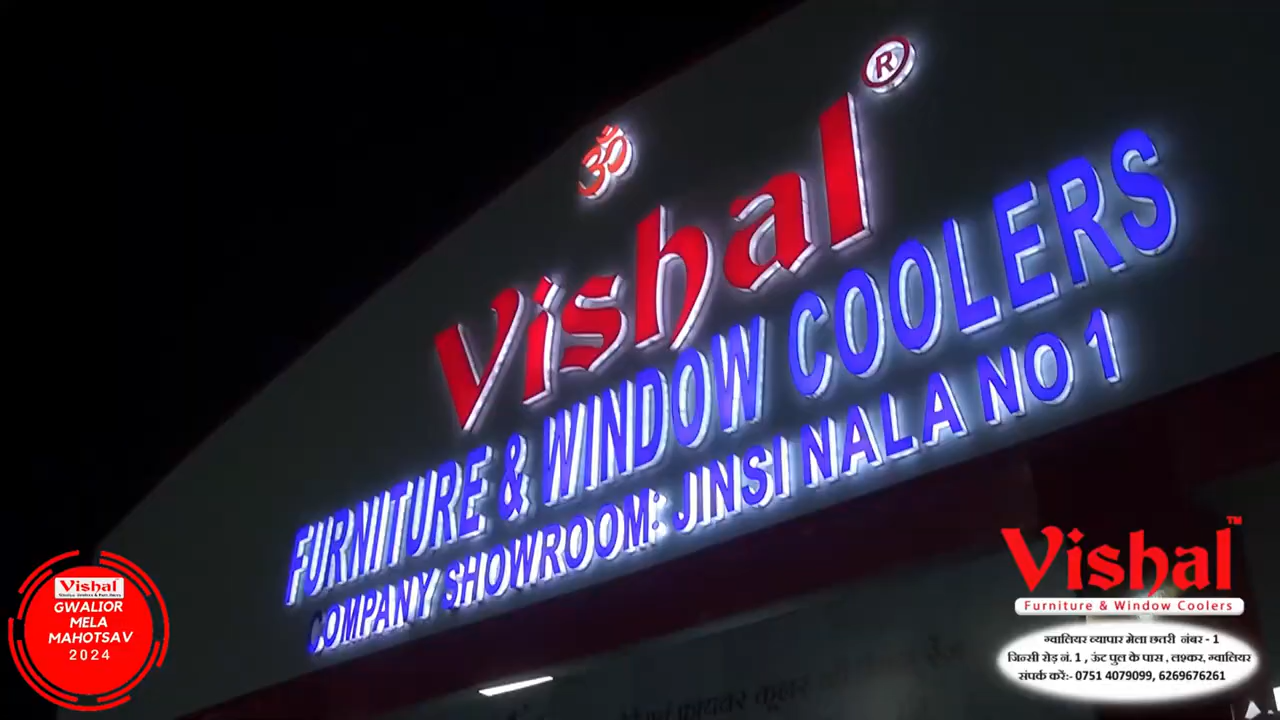 ®
ॐ
Vishal
FURNITURE & WINDOW COOLERS
COMPANY SHOWROOM: JINSI NALA NO 1
Vishal
GWALIOR
MELA
MAHOTSAV
2024
Vishal™
Furniture & Window Coolers
ग्वालियर व्यापार मेला छतरी नंबर - 1
जिन्सी रोड़ नं. 1 , ऊंट पुल के पास , लश्कर, ग्वालियर
संपर्क करें:- 0751 4079099, 6269676261